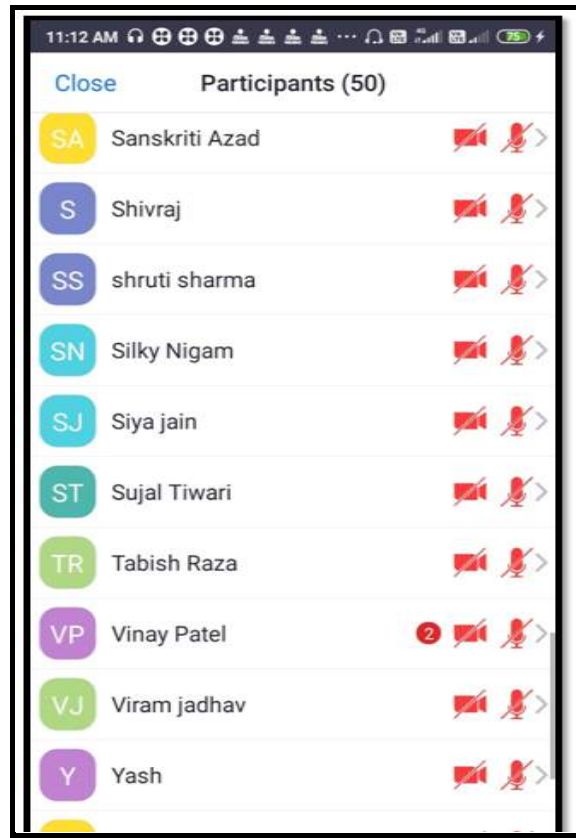 11:12 AM ... 75
Close Participants (50)
SA Sanskriti Azad
S Shivraj
SS shruti sharma
SN Silky Nigam
SJ Siya jain
ST Sujal Tiwari
TR Tabish Raza
VP Vinay Patel 2
VJ Viram jadhav
Y Yash